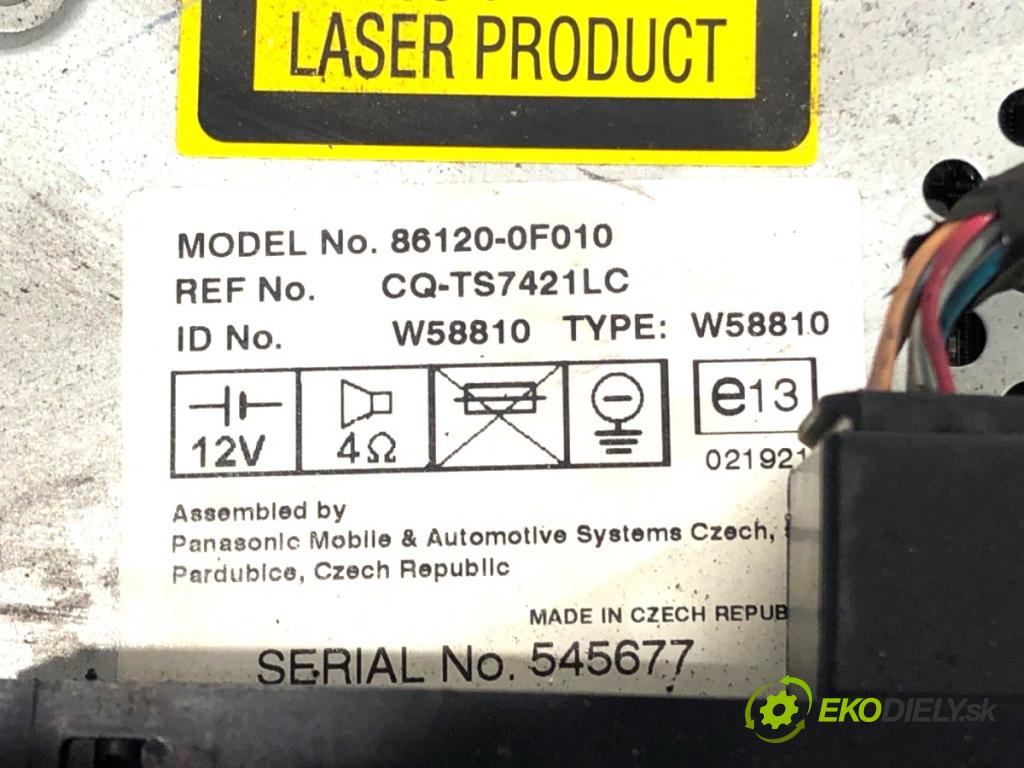 LASER PRODUCT
MODEL No. 86120-0F010
REF No. CQ-TS7421LC
ID No. W58810 TYPE: W58810
12V 4Ω e13
021921
Assembled by
Panasonic Mobile & Automotive Systems Czech,
Pardubice, Czech Republic
MADE IN CZECH
SERIAL No. 545677
EKODIELY.sk